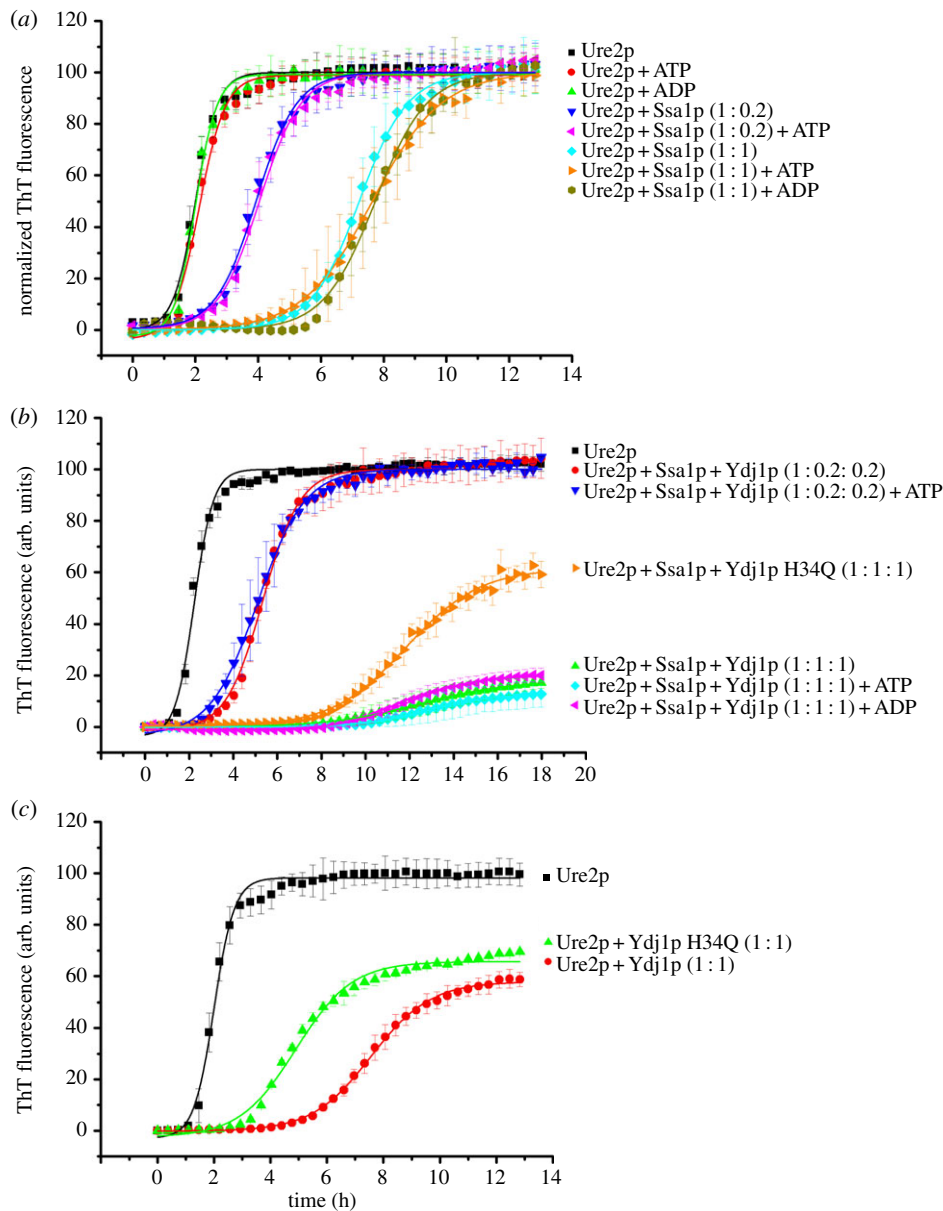 (a)
120
100
80
60
40
20
0
normalized ThT fluorescence
0 2 4 6 8 10 12 14
Ure2p
Ure2p + ATP
Ure2p + ADP
Ure2p + Ssa1p (1 : 0.2)
Ure2p + Ssa1p (1 : 0.2) + ATP
Ure2p + Ssa1p (1 : 1)
Ure2p + Ssa1p (1 : 1) + ATP
Ure2p + Ssa1p (1 : 1) + ADP
(b)
120
100
80
60
40
20
0
ThT fluorescence (arb. units)
0 2 4 6 8 10 12 14 16 18 20
Ure2p
Ure2p + Ssa1p + Ydj1p (1 : 0.2: 0.2)
Ure2p + Ssa1p + Ydj1p (1 : 0.2: 0.2) + ATP
Ure2p + Ssa1p + Ydj1p H34Q (1 : 1 : 1)
Ure2p + Ssa1p + Ydj1p (1 : 1 : 1)
Ure2p + Ssa1p + Ydj1p (1 : 1 : 1) + ATP
Ure2p + Ssa1p + Ydj1p (1 : 1 : 1) + ADP
(c)
120
100
80
60
40
20
0
ThT fluorescence (arb. units)
0 2 4 6 8 10 12 14
time (h)
Ure2p
Ure2p + Ydj1p H34Q (1 : 1)
Ure2p + Ydj1p (1 : 1)